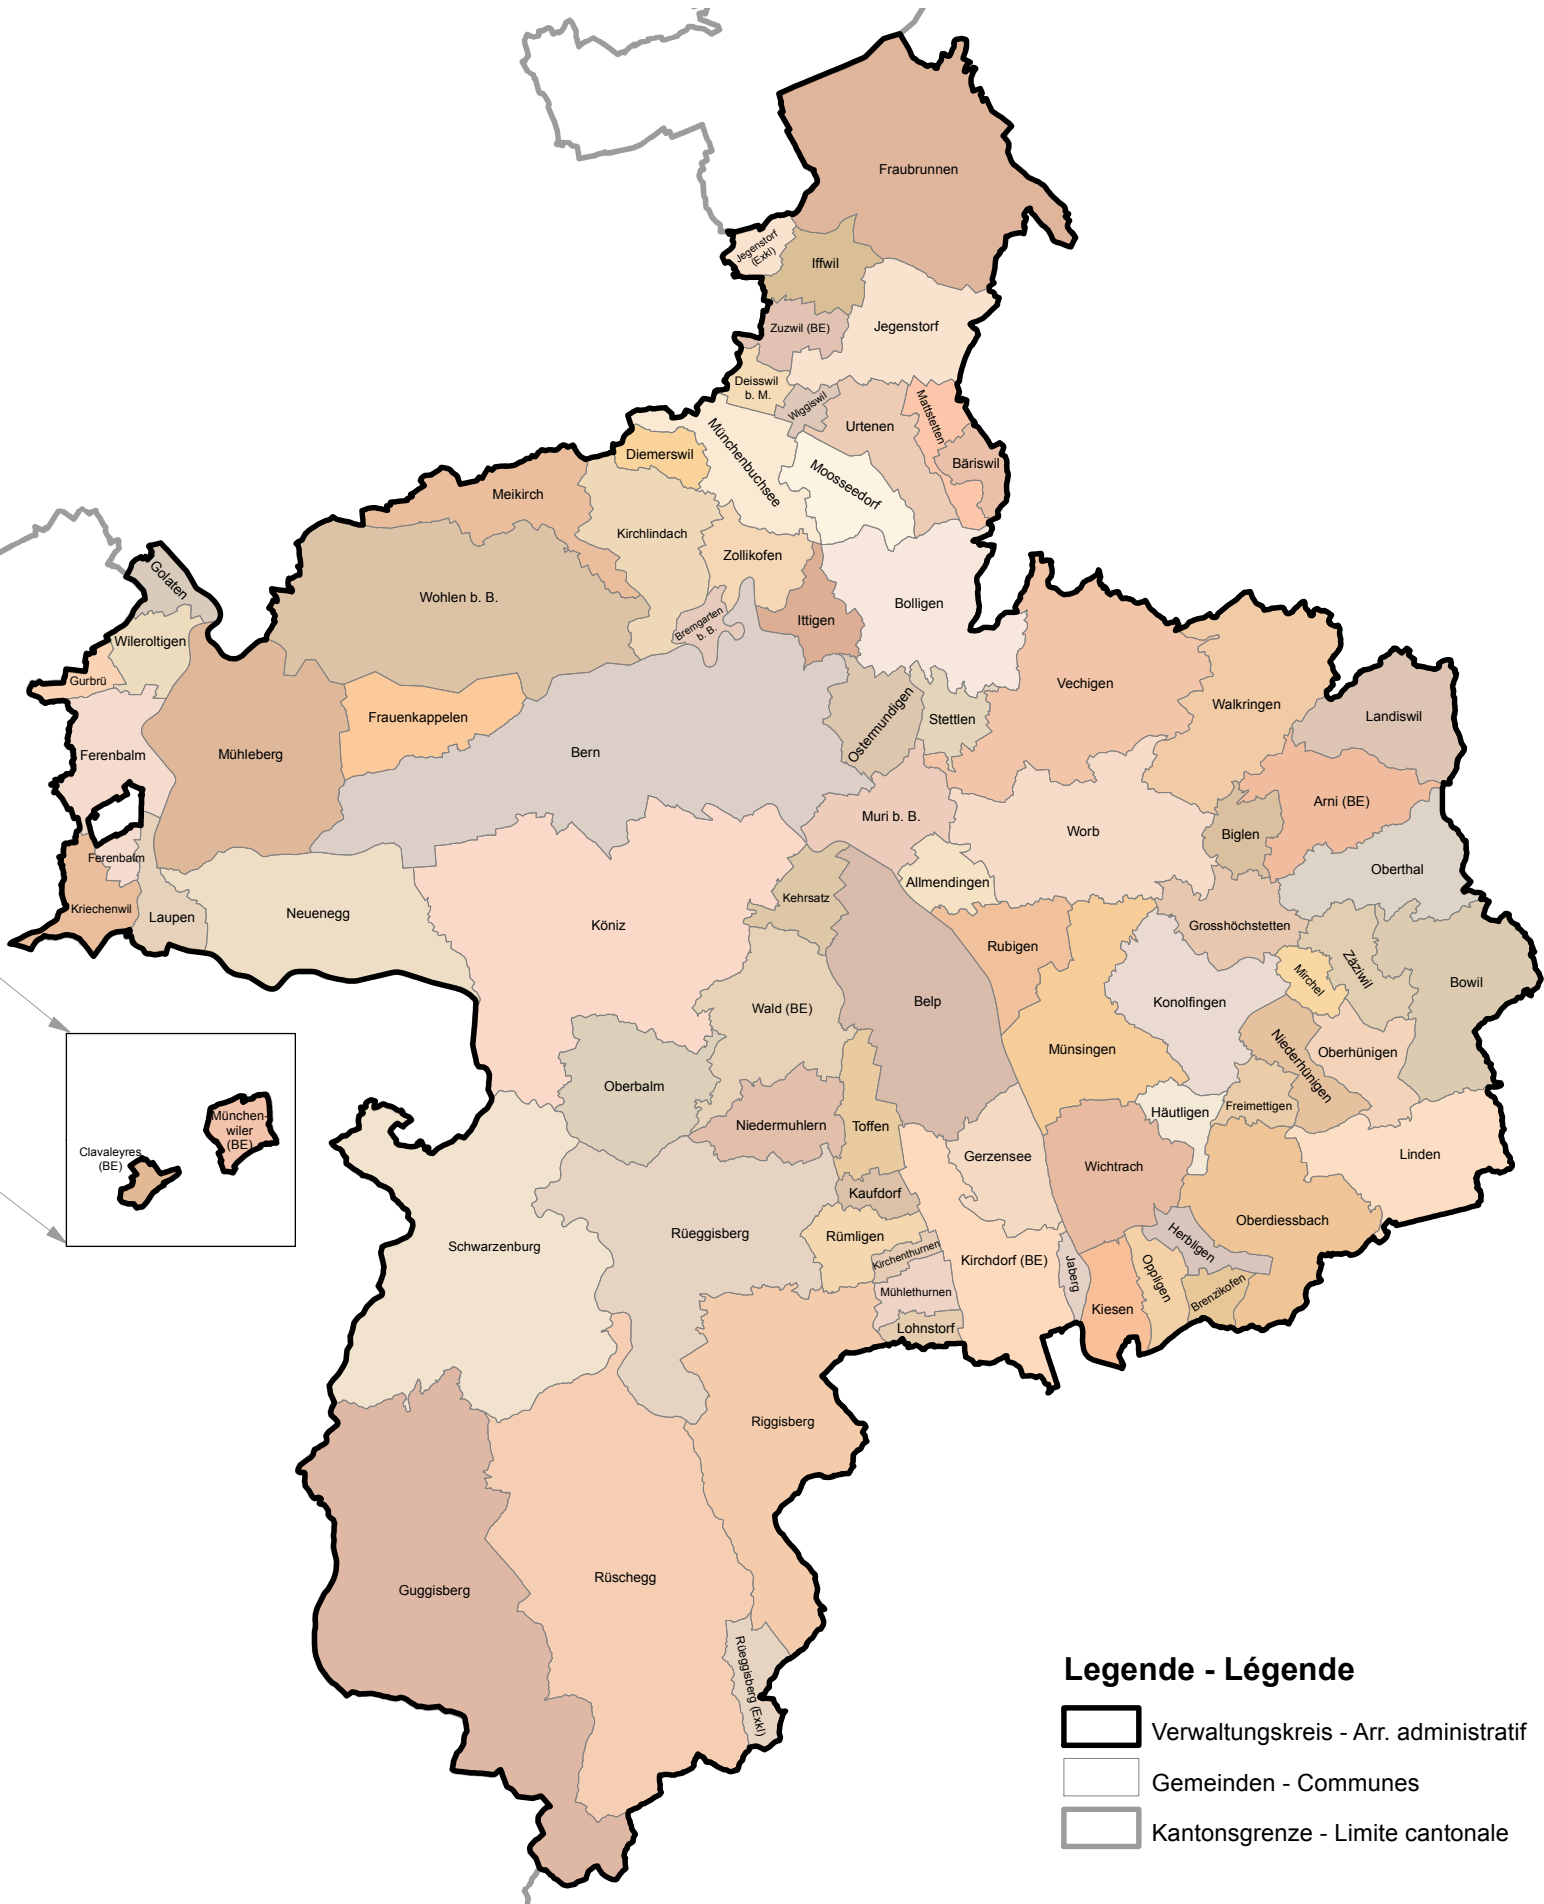 Fraubrunnen
Jegenstorf
(Exkl)
Iffwil
Zuzwil (BE)
Jegenstorf
Deisswil
b. M.
Wiggiswil
Urtenen
Mattstetten
Bäriswil
Münchenbuchsee
Moosseedorf
Diemerswil
Meikirch
Kirchlindach
Zollikofen
Wohlen b. B.
Bremgarten
b. B.
Ittigen
Bolligen
Golaten
Wileroltigen
Gurbrü
Ferenbalm
Mühleberg
Frauenkappelen
Bern
Ostermundigen
Stettlen
Vechigen
Walkringen
Landiswil
Arni (BE)
Muri b. B.
Worb
Biglen
Oberthal
Ferenbalm
Kriechenwil
Laupen
Neuenegg
Köniz
Kehrsatz
Allmendingen
Rubigen
Grosshöchstetten
Mirchel
Zäziwil
Bowil
Wald (BE)
Belp
Konolfingen
Münsingen
Niederhünigen
Oberhünigen
Oberbalm
Niedermuhlern
Toffen
Häutligen
Freimettigen
Gerzensee
Wichtrach
Linden
München-
wiler
(BE)
Clavaleyres
(BE)
Kaufdorf
Schwarzenburg
Rüeggisberg
Rümligen
Kirchenthurnen
Kirchdorf (BE)
Jaberg
Oberdiessbach
Herbligen
Oppligen
Brenzikofen
Kiesen
Mühlethurnen
Lohnstorf
Riggisberg
Guggisberg
Rüschegg
Rüeggisberg (Exkl)
Legende - Légende
Verwaltungskreis - Arr. administratif
Gemeinden - Communes
Kantonsgrenze - Limite cantonale